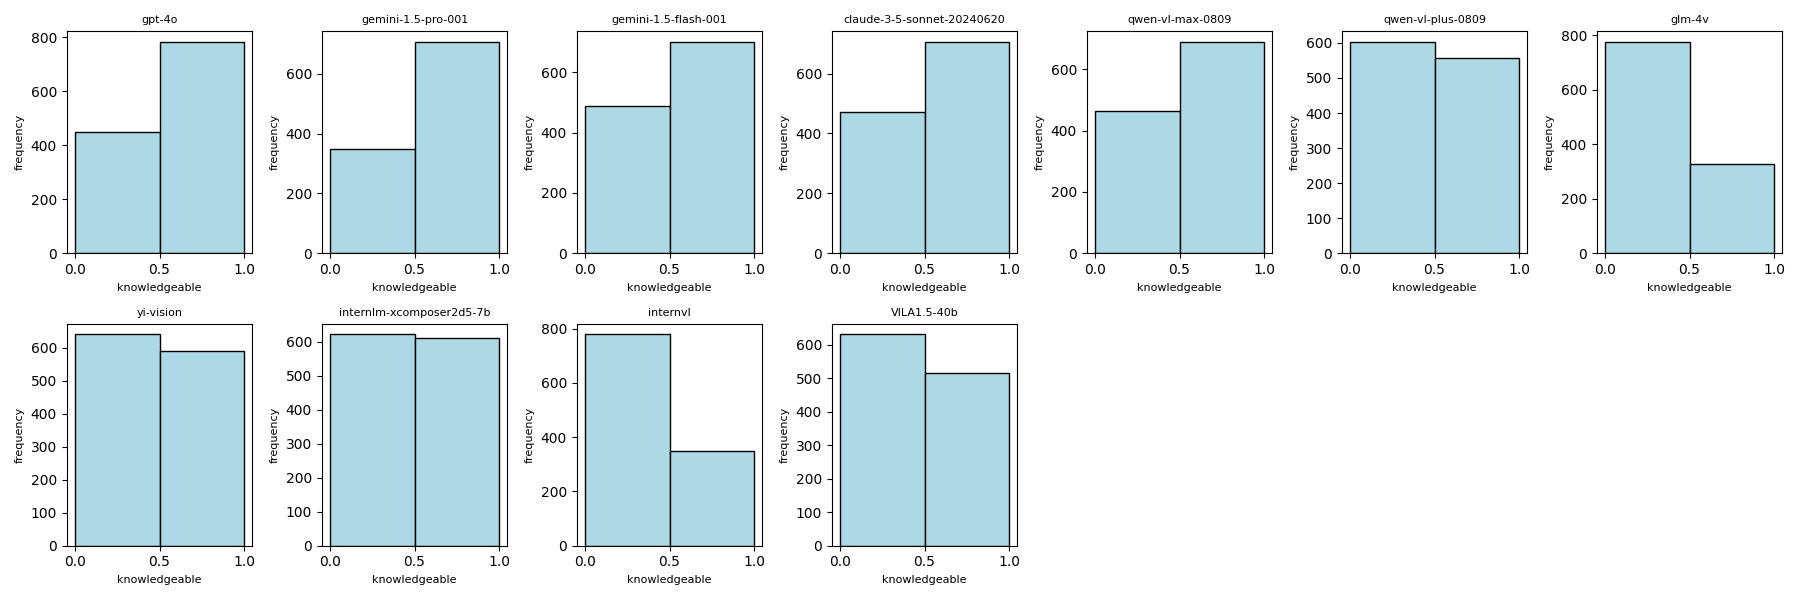 gpt-4o
frequency
800
600
400
200
0
0.0 0.5 1.0
knowledgeable
gemini-1.5-pro-001
frequency
600
400
200
0
0.0 0.5 1.0
knowledgeable
gemini-1.5-flash-001
frequency
600
400
200
0
0.0 0.5 1.0
knowledgeable
claude-3-5-sonnet-20240620
frequency
600
400
200
0
0.0 0.5 1.0
knowledgeable
qwen-vl-max-0809
frequency
600
400
200
0
0.0 0.5 1.0
knowledgeable
qwen-vl-plus-0809
frequency
600
500
400
300
200
100
0
0.0 0.5 1.0
knowledgeable
glm-4v
frequency
800
600
400
200
0
0.0 0.5 1.0
knowledgeable
yi-vision
frequency
600
500
400
300
200
100
0
0.0 0.5 1.0
knowledgeable
internlm-xcomposer2d5-7b
frequency
600
500
400
300
200
100
0
0.0 0.5 1.0
knowledgeable
internvl
frequency
800
600
400
200
0
0.0 0.5 1.0
knowledgeable
VILA1.5-40b
frequency
600
500
400
300
200
100
0
0.0 0.5 1.0
knowledgeable